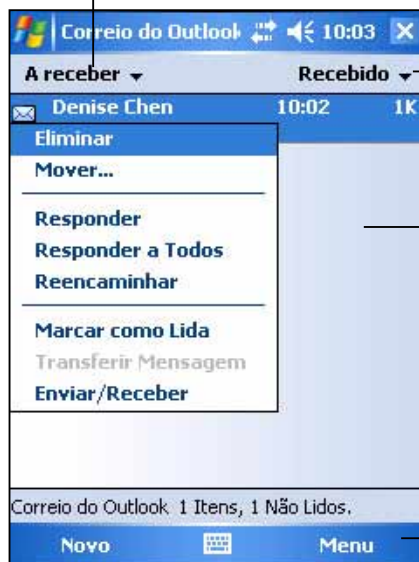 Correio do Outlook 10:03
A receber Recebido
Denise Chen 10:02 1K
Eliminar
Mover...
Responder
Responder a Todos
Reencaminhar
Marcar como Lida
Transferir Mensagem
Enviar/Receber
Correio do Outlook 1 Itens, 1 Não Lidos.
Novo Menu